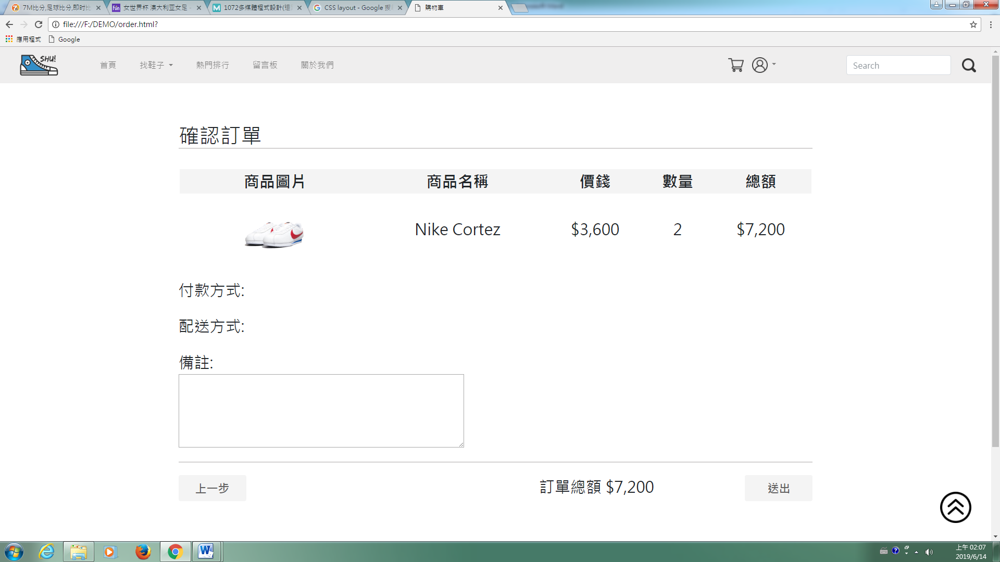 7M比分,足球比分,即时比
女世界杯 澳大利亚女足 -
1072多媒體程式設計(遠
CSS layout - Google 搜
購物車
file:///F:/DEMO/order.html?
應用程式
Google
SHU!
首頁
找鞋子
熱門排行
留言板
關於我們
Search
確認訂單
商品圖片 商品名稱 價錢 數量 總額
Nike Cortez $3,600 2 $7,200
付款方式:
配送方式:
備註:
上一步
訂單總額 $7,200
送出
上午 02:07
2019/6/14